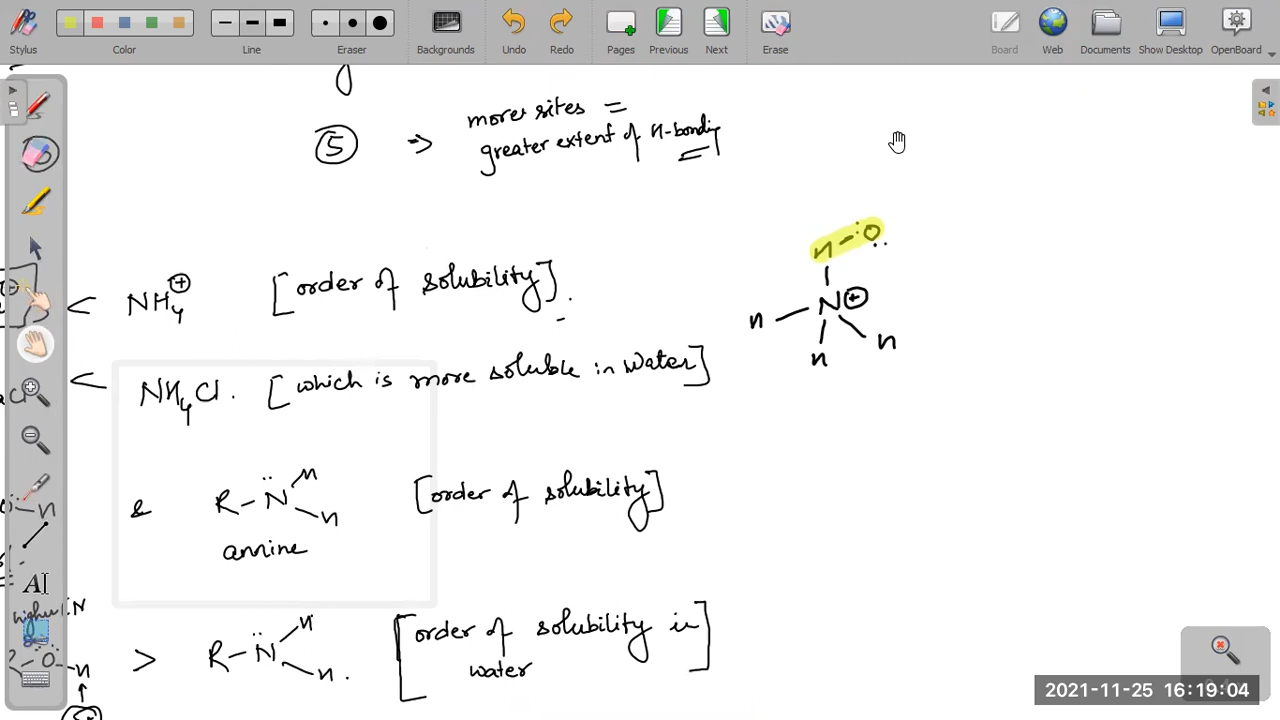 Stylus Color Line Eraser Backgrounds Undo Redo Pages Previous Next Erase Board Web Documents Show Desktop OpenBoard
more sites =
⑤ => greater extent of H-bonding
H-O
< NH4⊕ [order of solubility].
N⊕
H H H
< NH4Cl. [which is more soluble in water]
& R-N-H [order of solubility]
H
amine
higher
> R-N-H [order of solubility in
H. water]
O-H
2021-11-25 16:19:04